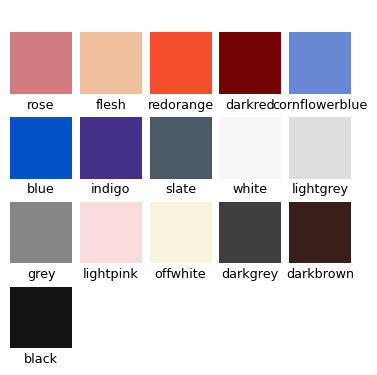 rose flesh redorange darkred cornflowerblue
blue indigo slate white lightgrey
grey lightpink offwhite darkgrey darkbrown
black